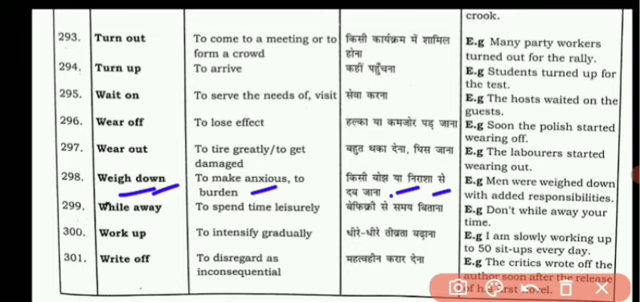 crook.
293. Turn out To come to a meeting or to form a crowd किसी कार्यक्रम में शामिल होना E.g Many party workers turned out for the rally.
294. Turn up To arrive कहीं पहुँचना E.g Students turned up for the test.
295. Wait on To serve the needs of, visit सेवा करना E.g The hosts waited on the guests.
296. Wear off To lose effect हल्का या कमजोर पड़ जाना E.g Soon the polish started wearing off.
297. Wear out To tire greatly/to get damaged बहुत थका देना, घिस जाना E.g The labourers started wearing out.
298. Weigh down To make anxious, to burden किसी बोझ या निराशा से दब जाना E.g Men were weighed down with added responsibilities.
299. While away To spend time leisurely बेफिक्री से समय बिताना E.g Don't while away your time.
300. Work up To intensify gradually धीरे-धीरे तीव्रता बढ़ाना E.g I am slowly working up to 50 sit-ups every day.
301. Write off To disregard as inconsequential महत्वहीन करार देना E.g The critics wrote off the author soon after the release of